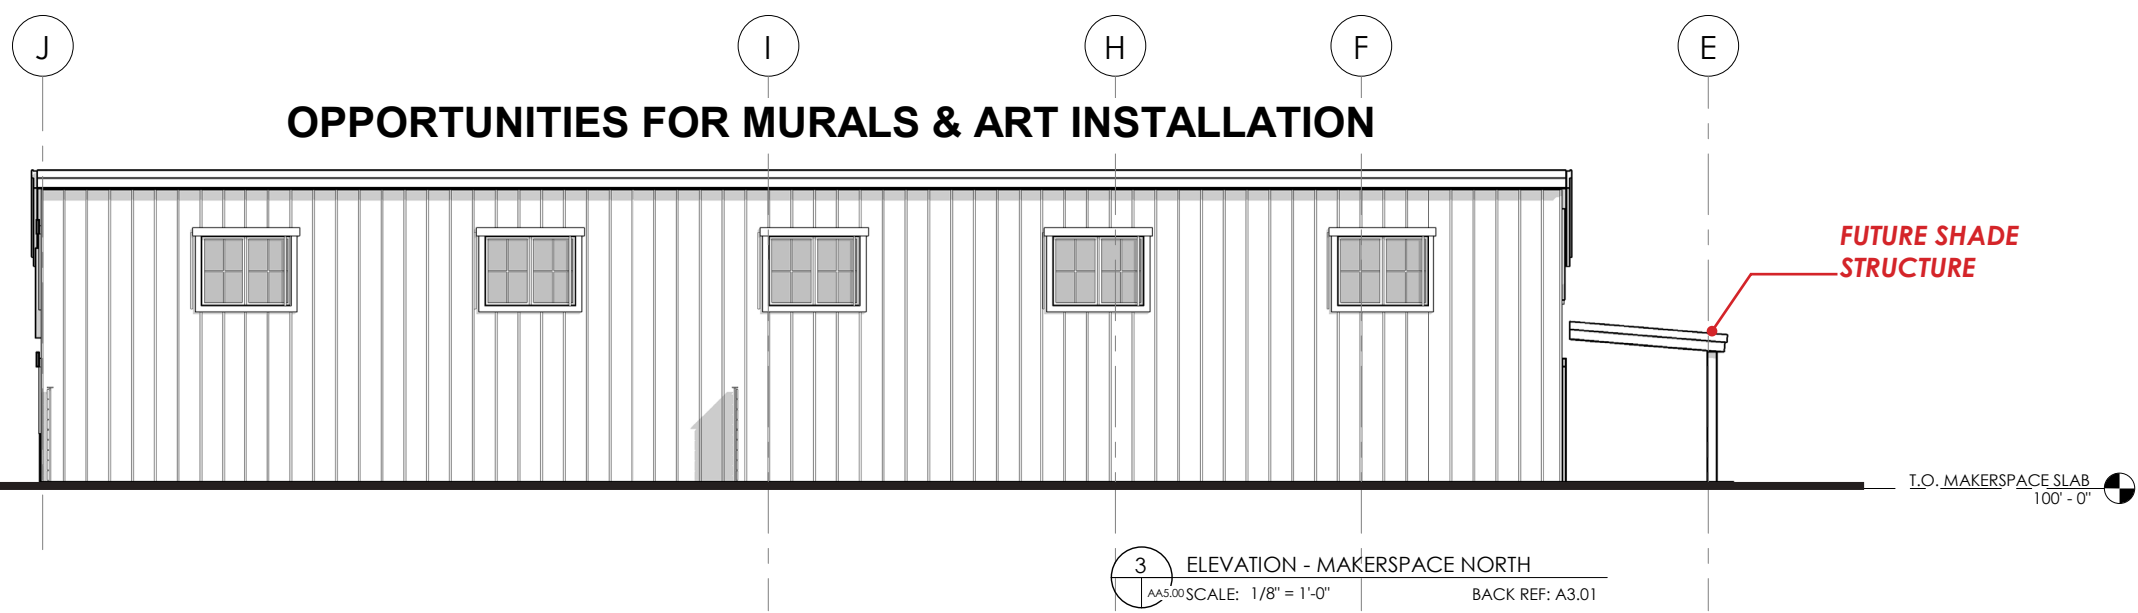 J I H F E
OPPORTUNITIES FOR MURALS & ART INSTALLATION
FUTURE SHADE
STRUCTURE
T.O. MAKERSPACE SLAB
100' - 0"
3 ELEVATION - MAKERSPACE NORTH
AA5.00 SCALE: 1/8" = 1'-0" BACK REF: A3.01